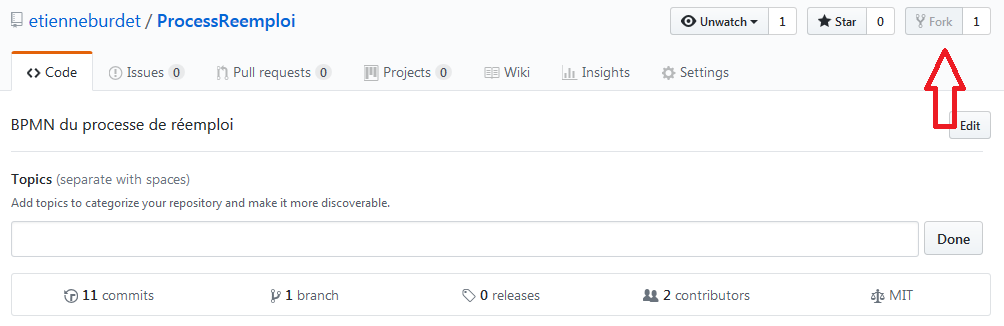 etienneburdet / ProcessReemploi Unwatch 1 Star 0 Fork 1
Code Issues 0 Pull requests 0 Projects 0 Wiki Insights Settings
BPMN du processe de réemploi Edit
Topics (separate with spaces)
Add topics to categorize your repository and make it more discoverable.
Done
11 commits 1 branch 0 releases 2 contributors MIT